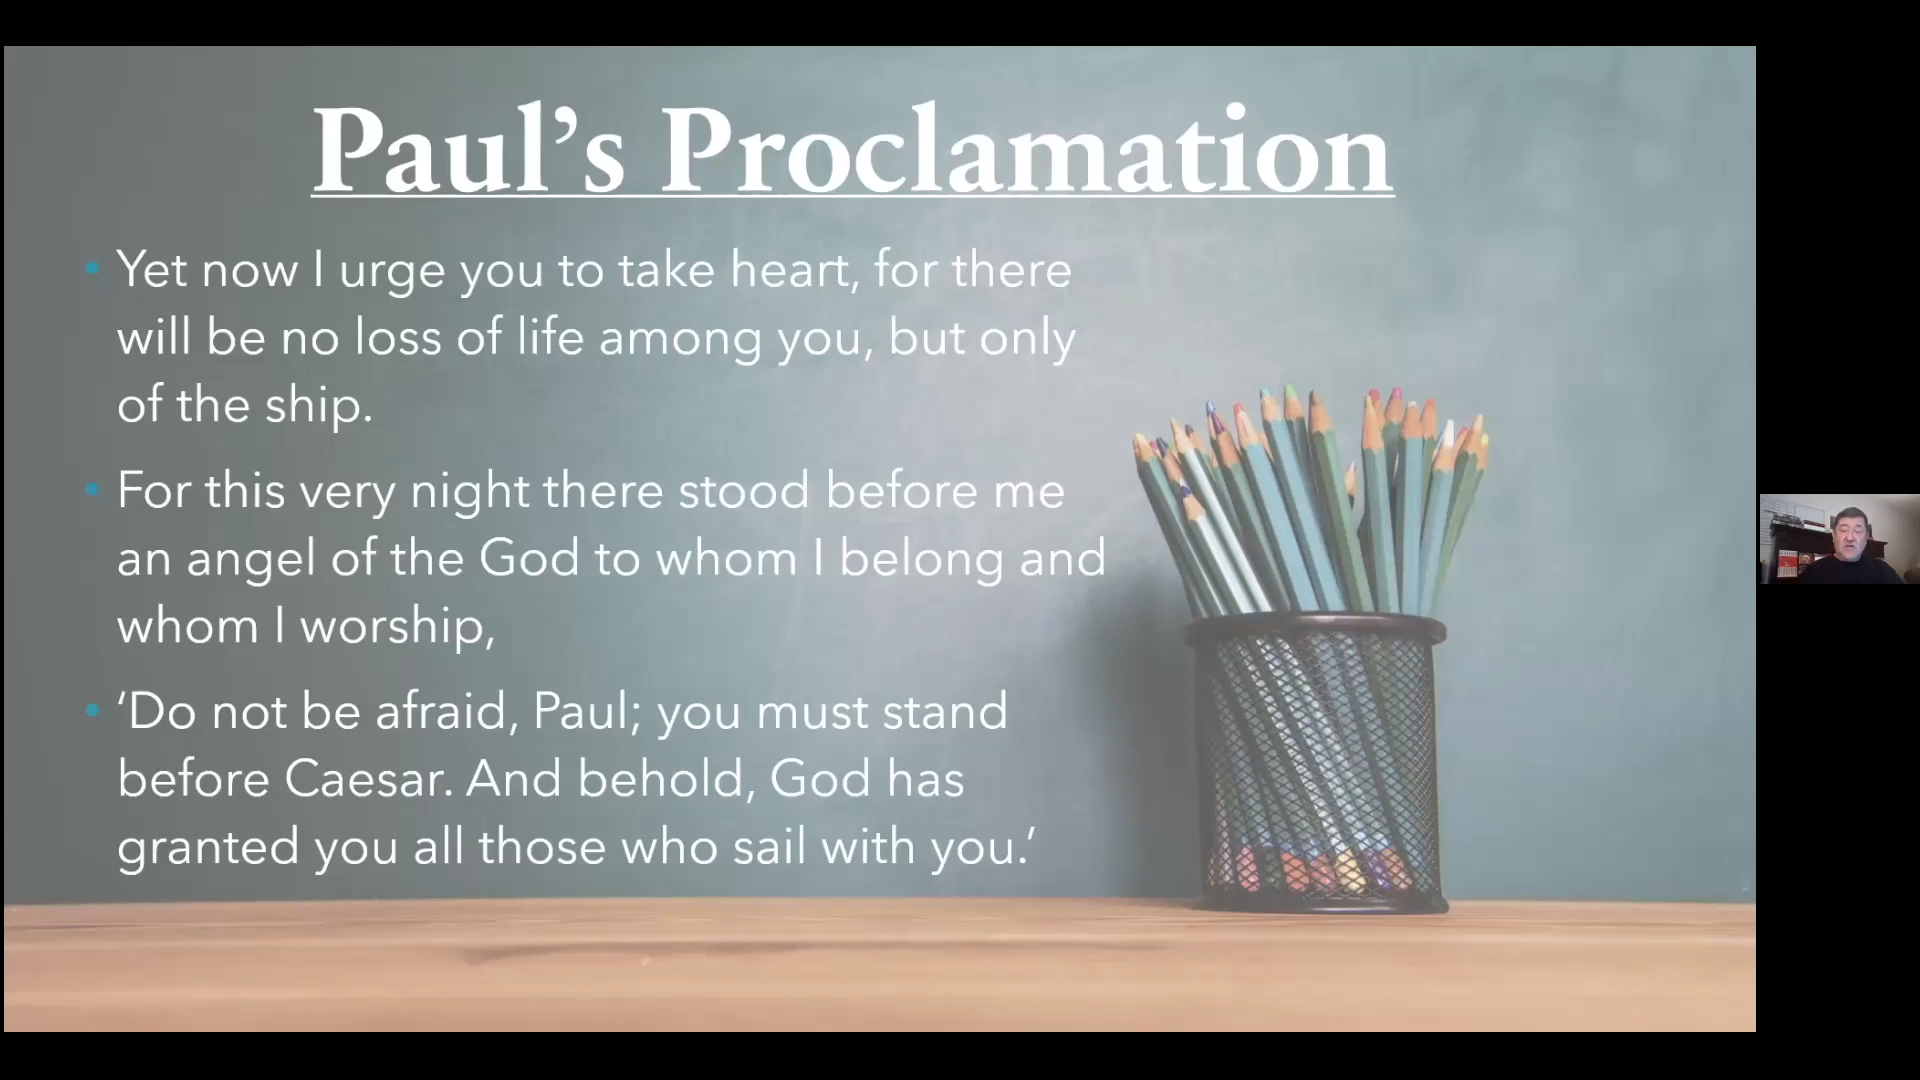 Paul’s Proclamation
• Yet now I urge you to take heart, for there
will be no loss of life among you, but only
of the ship.
• For this very night there stood before me
an angel of the God to whom I belong and
whom I worship,
• ‘Do not be afraid, Paul; you must stand
before Caesar. And behold, God has
granted you all those who sail with you.’